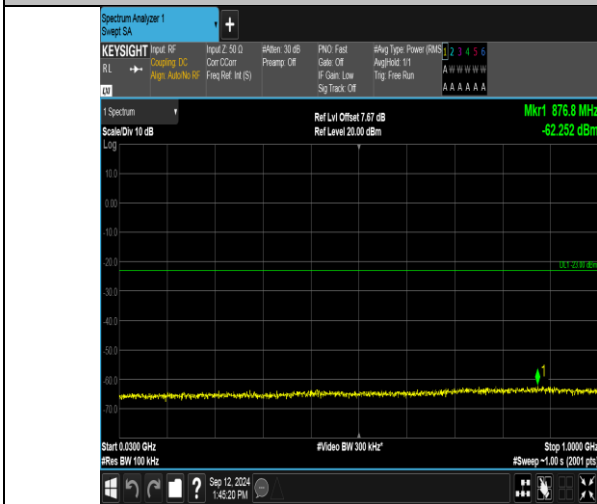 Spectrum Analyzer 1
Swept SA
+
KEYSIGHT
RL
Input: RF
Coupling: DC
Align: Auto/No RF
Input Z: 50 Ω
Corr CCorr
Freq Ref: Int (S)
#Atten: 30 dB
Preamp: Off
PNO: Fast
Gate: Off
IF Gain: Low
Sig Track: Off
#Avg Type: Power (RMS
Avg|Hold: 1/1
Trig: Free Run
1 2 3 4 5 6
A W W W W W
A A A A A A
1 Spectrum
Scale/Div 10 dB
Log
Ref Lvl Offset 7.67 dB
Ref Level 20.00 dBm
Mkr1 876.8 MHz
-62.252 dBm
10.0
0.00
-10.0
-20.0
DL1 -23.00 dBm
-30.0
-40.0
-50.0
-60.0
1
-70.0
Start 0.0300 GHz
#Res BW 100 kHz
#Video BW 300 kHz*
Stop 1.0000 GHz
#Sweep ~1.00 s (2001 pts)
?
Sep 12, 2024
1:45:20 PM